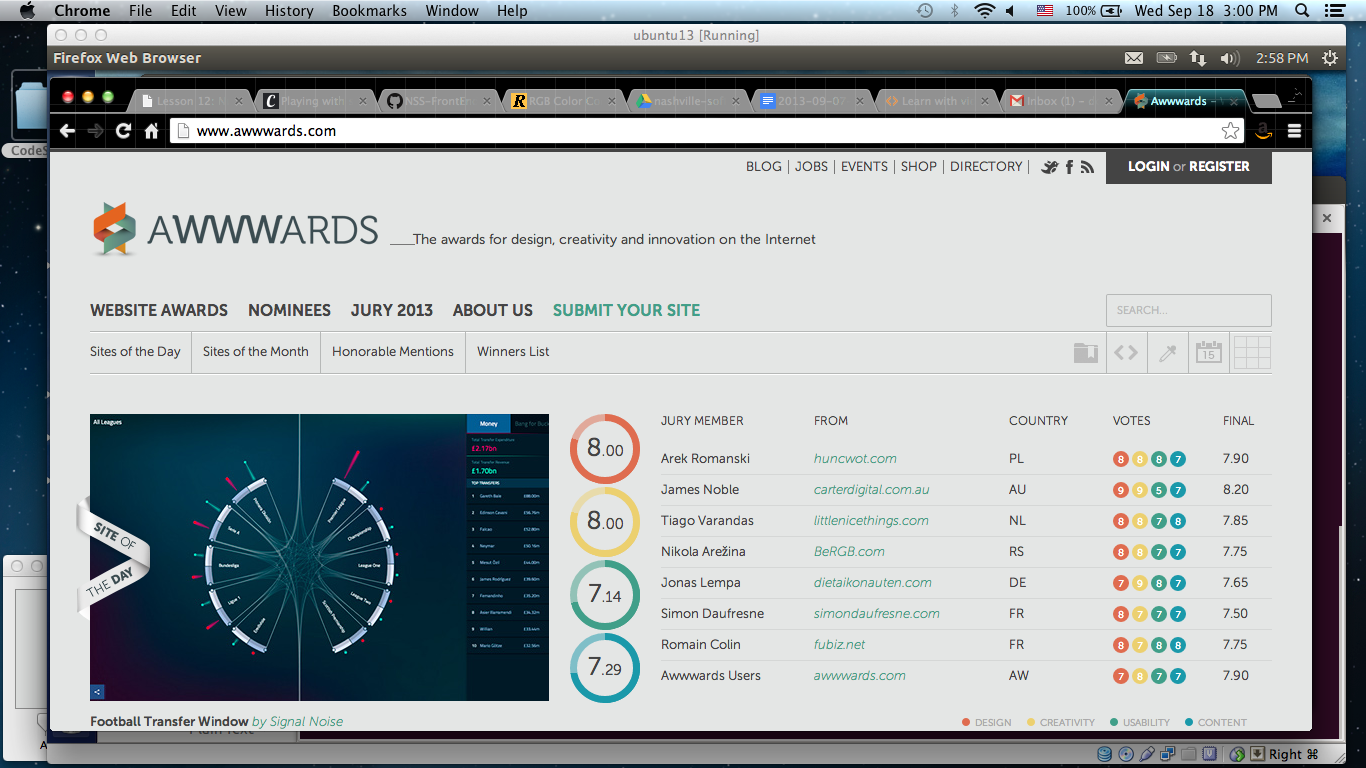 Chrome File Edit View History Bookmarks Window Help 100% Wed Sep 18 3:00 PM
ubuntu13 [Running]
Firefox Web Browser 2:58 PM
Lesson 12: Playing with NSS-FrontE RGB Color Co nashville-sof 2013-09-07 Learn with Inbox (1) Awwwards
www.awwwards.com
BLOG | JOBS | EVENTS | SHOP | DIRECTORY | LOGIN or REGISTER
AWWWARDS
The awards for design, creativity and innovation on the Internet
WEBSITE AWARDS NOMINEES JURY 2013 ABOUT US SUBMIT YOUR SITE SEARCH...
Sites of the Day Sites of the Month Honorable Mentions Winners List 15
All Leagues
Money Bang for Buck
Total Transfer Expenditure
£2.17bn
Total Transfer Revenue
£1.70bn
TOP TRANSFERS
1 Gareth Bale £86.00m
2 Edinson Cavani
3 Falcao
4 Neymar
5 Mesut Özil £44.00m
6 James Rodríguez
7 Fernandinho
8 Asier Illarramendi
9 Willian
10 Mario Götze
Premier League
Championship
League One
League Two
Serie A
Bundesliga
Ligue 1
Eredivisie
SITE OF
THE DAY
8.00
8.00
7.14
7.29
JURY MEMBER FROM COUNTRY VOTES FINAL
Arek Romanski huncwot.com PL 8 8 8 7 7.90
James Noble carterdigital.com.au AU 9 9 5 7 8.20
Tiago Varandas littlenicethings.com NL 8 8 7 8 7.85
Nikola Arežina BeRGB.com RS 8 8 7 7 7.75
Jonas Lempa dietaikonauten.com DE 7 9 8 7 7.65
Simon Daufresne simondaufresne.com FR 8 7 7 7 7.50
Romain Colin fubiz.net FR 8 7 8 8 7.75
Awwwards Users awwwards.com AW 7 8 7 7 7.90
Football Transfer Window by Signal Noise
DESIGN CREATIVITY USABILITY CONTENT
Plain Text
Right ⌘